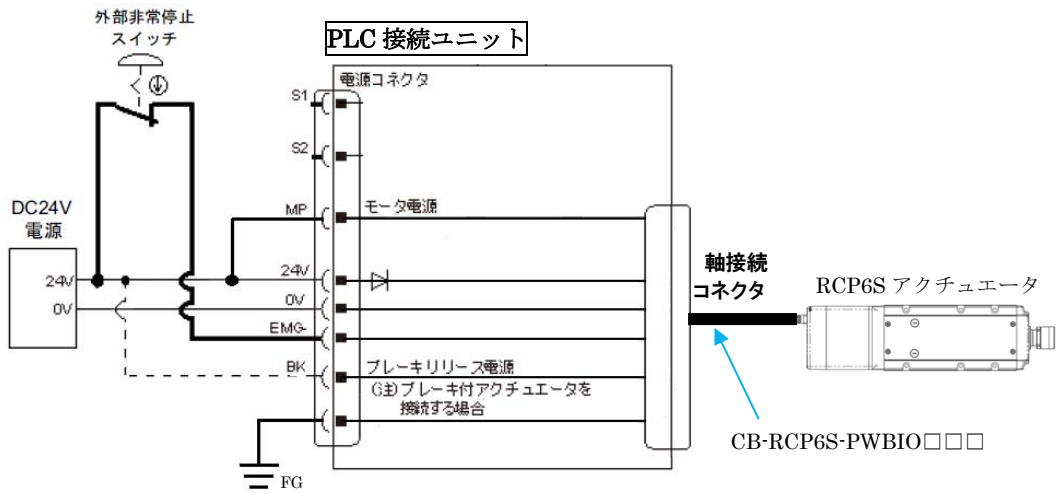 外部非常停止
スイッチ
PLC 接続ユニット
電源コネクタ
S1
S2
MP
モータ電源
DC24V
電源
24V
0V
24V
0V
EMG-
BK
ブレーキリリース電源
(注)ブレーキ付アクチュエータを
接続する場合
FG
軸接続
コネクタ
RCP6S アクチュエータ
CB-RCP6S-PWBIO□□□